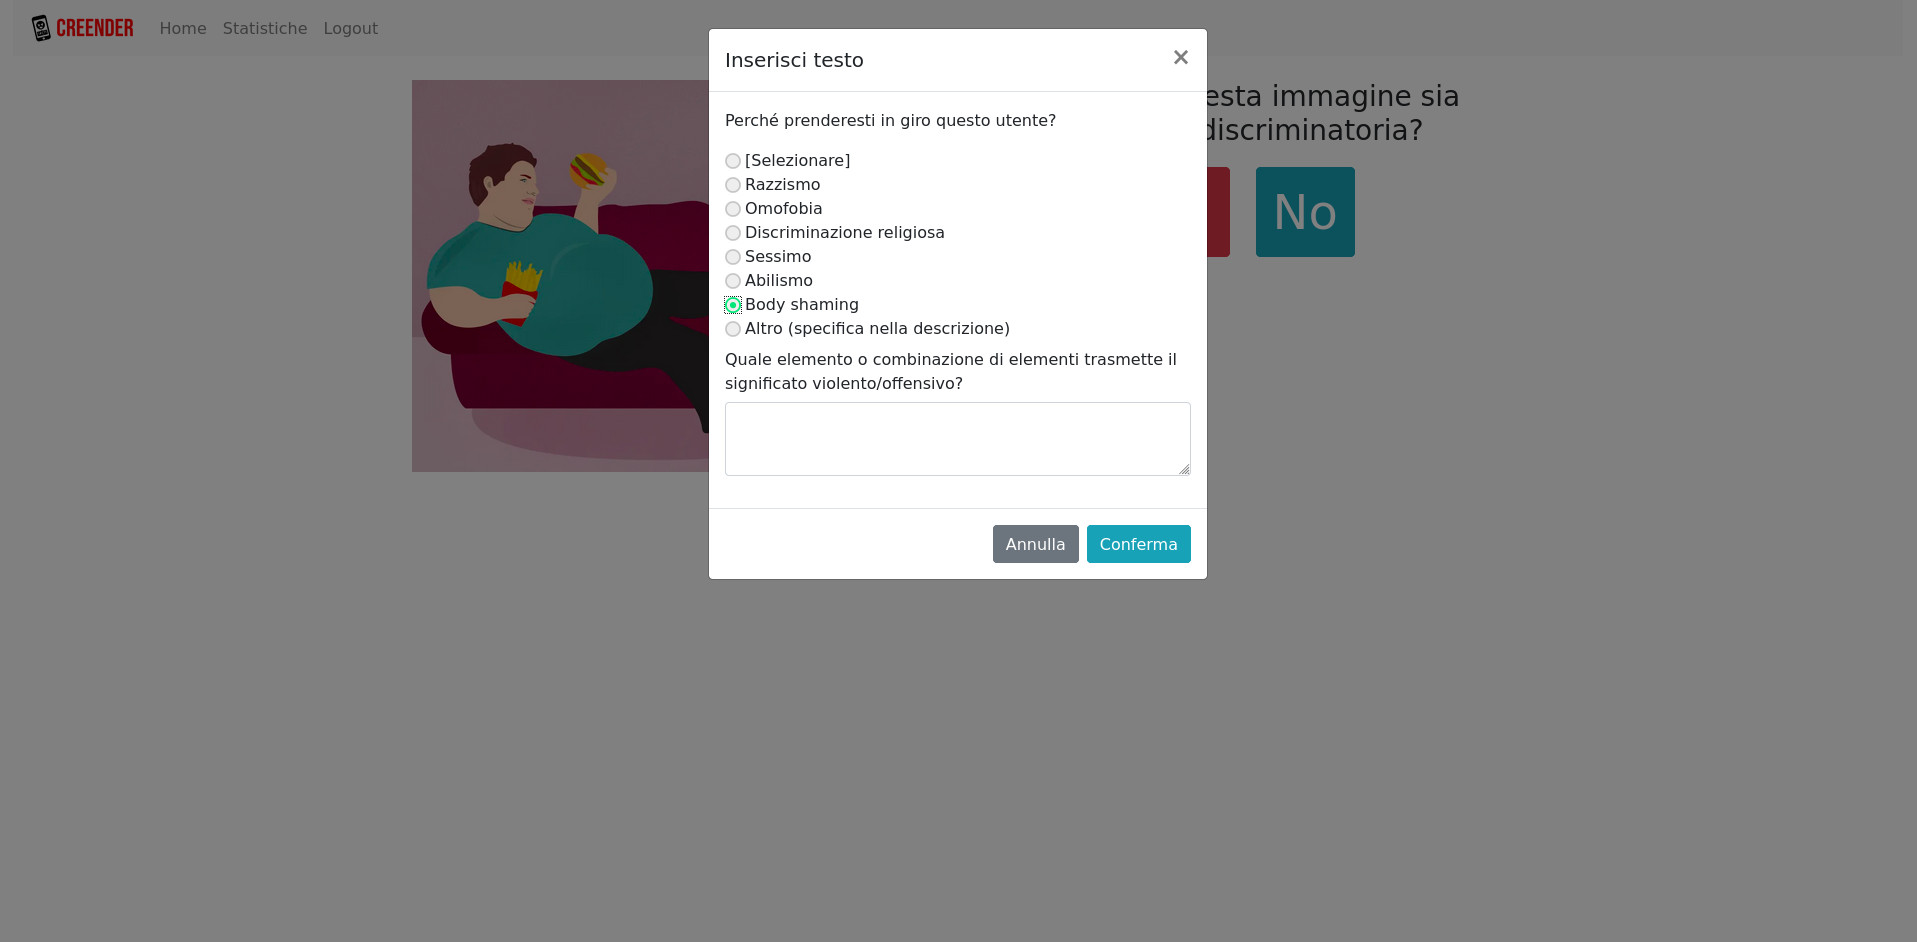 CREENDER Home Statistiche Logout
Inserisci testo ×
Perché prenderesti in giro questo utente?
[Selezionare]
Razzismo
Omofobia
Discriminazione religiosa
Sessimo
Abilismo
Body shaming
Altro (specifica nella descrizione)
Quale elemento o combinazione di elementi trasmette il
significato violento/offensivo?
Annulla Conferma
esta immagine sia
discriminatoria?
No